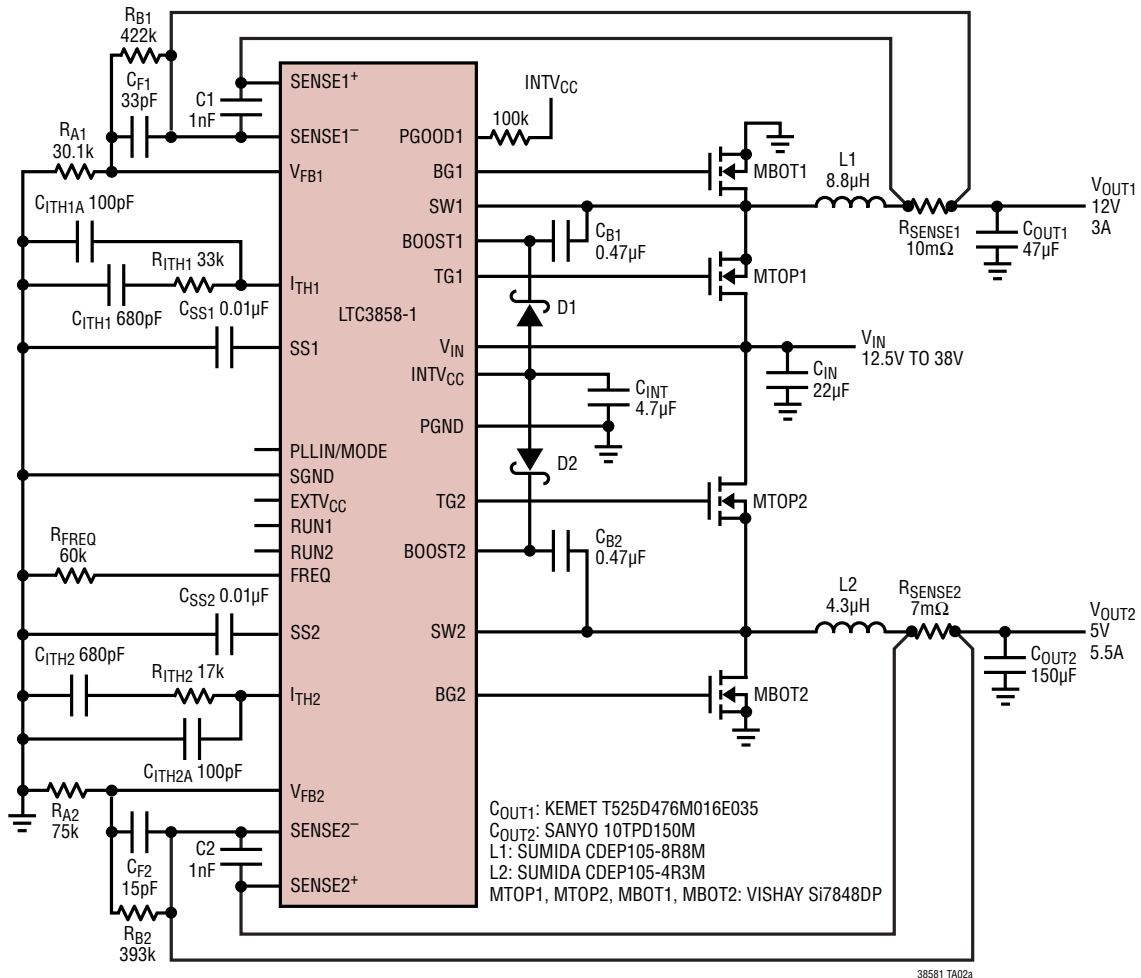 RB1
422k
CF1
33pF
C1
1nF
RA1
30.1k
CITH1A 100pF
RITH1 33k
CITH1 680pF
CSS1 0.01µF
RFREQ
60k
CSS2 0.01µF
CITH2 680pF
RITH2 17k
CITH2A 100pF
RA2
75k
CF2
15pF
C2
1nF
RB2
393k
SENSE1+
SENSE1–
VFB1
ITH1
LTC3858-1
SS1
PLLIN/MODE
SGND
EXTVCC
RUN1
RUN2
FREQ
SS2
ITH2
VFB2
SENSE2–
SENSE2+
PGOOD1
BG1
SW1
BOOST1
TG1
VIN
INTVCC
PGND
TG2
BOOST2
SW2
BG2
INTVCC
100k
MBOT1
L1
8.8µH
RSENSE1
10mΩ
VOUT1
12V
3A
COUT1
47µF
CB1
0.47µF
MTOP1
D1
VIN
12.5V TO 38V
CIN
22µF
CINT
4.7µF
D2
MTOP2
CB2
0.47µF
L2
4.3µH
RSENSE2
7mΩ
VOUT2
5V
5.5A
COUT2
150µF
MBOT2
COUT1: KEMET T525D476M016E035
COUT2: SANYO 10TPD150M
L1: SUMIDA CDEP105-8R8M
L2: SUMIDA CDEP105-4R3M
MTOP1, MTOP2, MBOT1, MBOT2: VISHAY Si7848DP
38581 TA02a